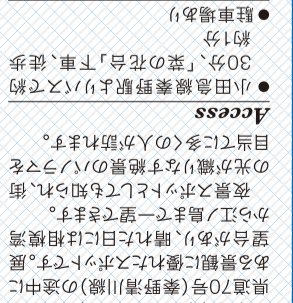 県道70号(秦野清川線)の途中に
ある景観に優れたスポットです。展
望台があり、晴れた日には相模湾
から江ノ島まで一望できます。
夜景スポットとしても知られ、街
の光が織りなす絶景のパノラマを
目当てに多くの人が訪れます。
Access
●小田急線秦野駅よりバスで約
30分、「菜の花台」下車、徒歩
約1分
●駐車場あり